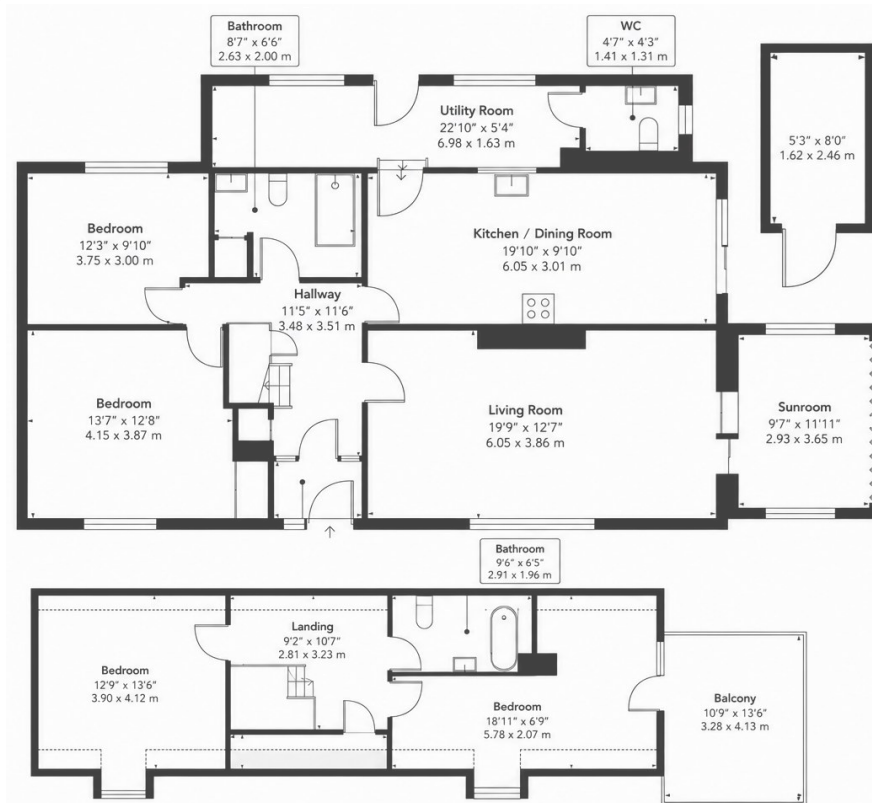 Bathroom
8'7" x 6'6"
2.63 x 2.00 m
WC
4'7" x 4'3"
1.41 x 1.31 m
Utility Room
22'10" x 5'4"
6.98 x 1.63 m
5'3" x 8'0"
1.62 x 2.46 m
Bedroom
12'3" x 9'10"
3.75 x 3.00 m
Kitchen / Dining Room
19'10" x 9'10"
6.05 x 3.01 m
Hallway
11'5" x 11'6"
3.48 x 3.51 m
Bedroom
13'7" x 12'8"
4.15 x 3.87 m
Living Room
19'9" x 12'7"
6.05 x 3.86 m
Sunroom
9'7" x 11'11"
2.93 x 3.65 m
Bathroom
9'6" x 6'5"
2.91 x 1.96 m
Landing
9'2" x 10'7"
2.81 x 3.23 m
Bedroom
12'9" x 13'6"
3.90 x 4.12 m
Bedroom
18'11" x 6'9"
5.78 x 2.07 m
Balcony
10'9" x 13'6"
3.28 x 4.13 m